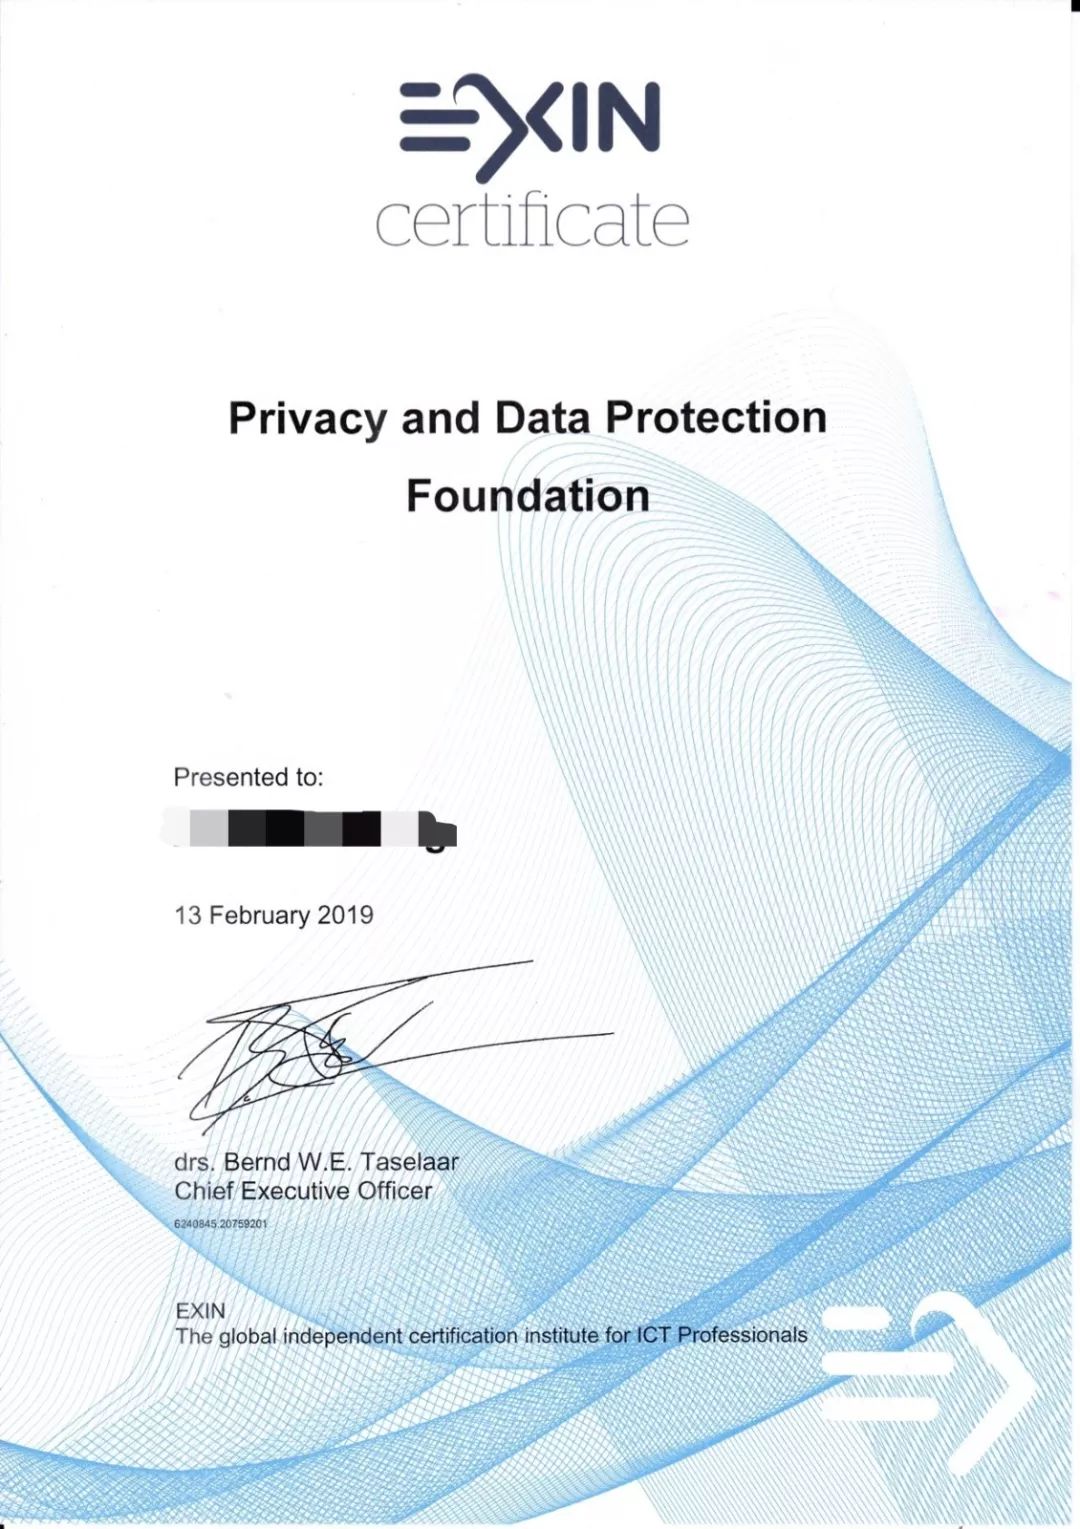 EXIN
certificate
Privacy and Data Protection
Foundation
Presented to:
13 February 2019
drs. Bernd W.E. Taselaar
Chief Executive Officer
6240845.20759201
EXIN
The global independent certification institute for ICT Professionals